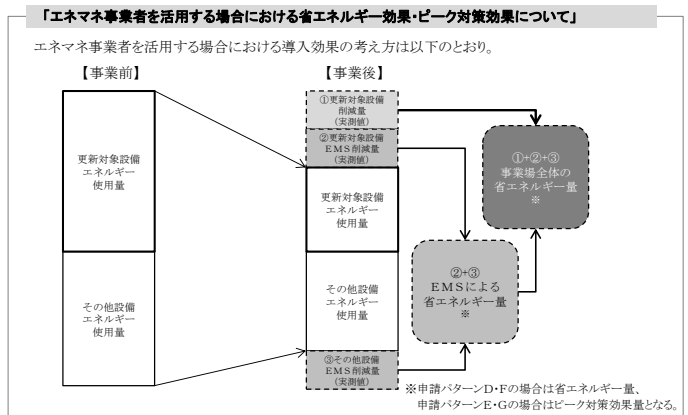 「エネマネ事業者を活用する場合における省エネルギー効果・ピーク対策効果について」
エネマネ事業者を活用する場合における導入効果の考え方は以下のとおり。
【事業前】
【事業後】
更新対象設備
エネルギー
使用量
その他設備
エネルギー
使用量
①更新対象設備
削減量
(実測値)
②更新対象設備
EMS削減量
(実測値)
更新対象設備
エネルギー
使用量
その他設備
エネルギー
使用量
③その他設備
EMS削減量
(実測値)
①+②+③
事業場全体の
省エネルギー量
※
②+③
EMSによる
省エネルギー量
※
※申請パターンD・Fの場合は省エネルギー量、
申請パターンE・Gの場合はピーク対策効果量となる。